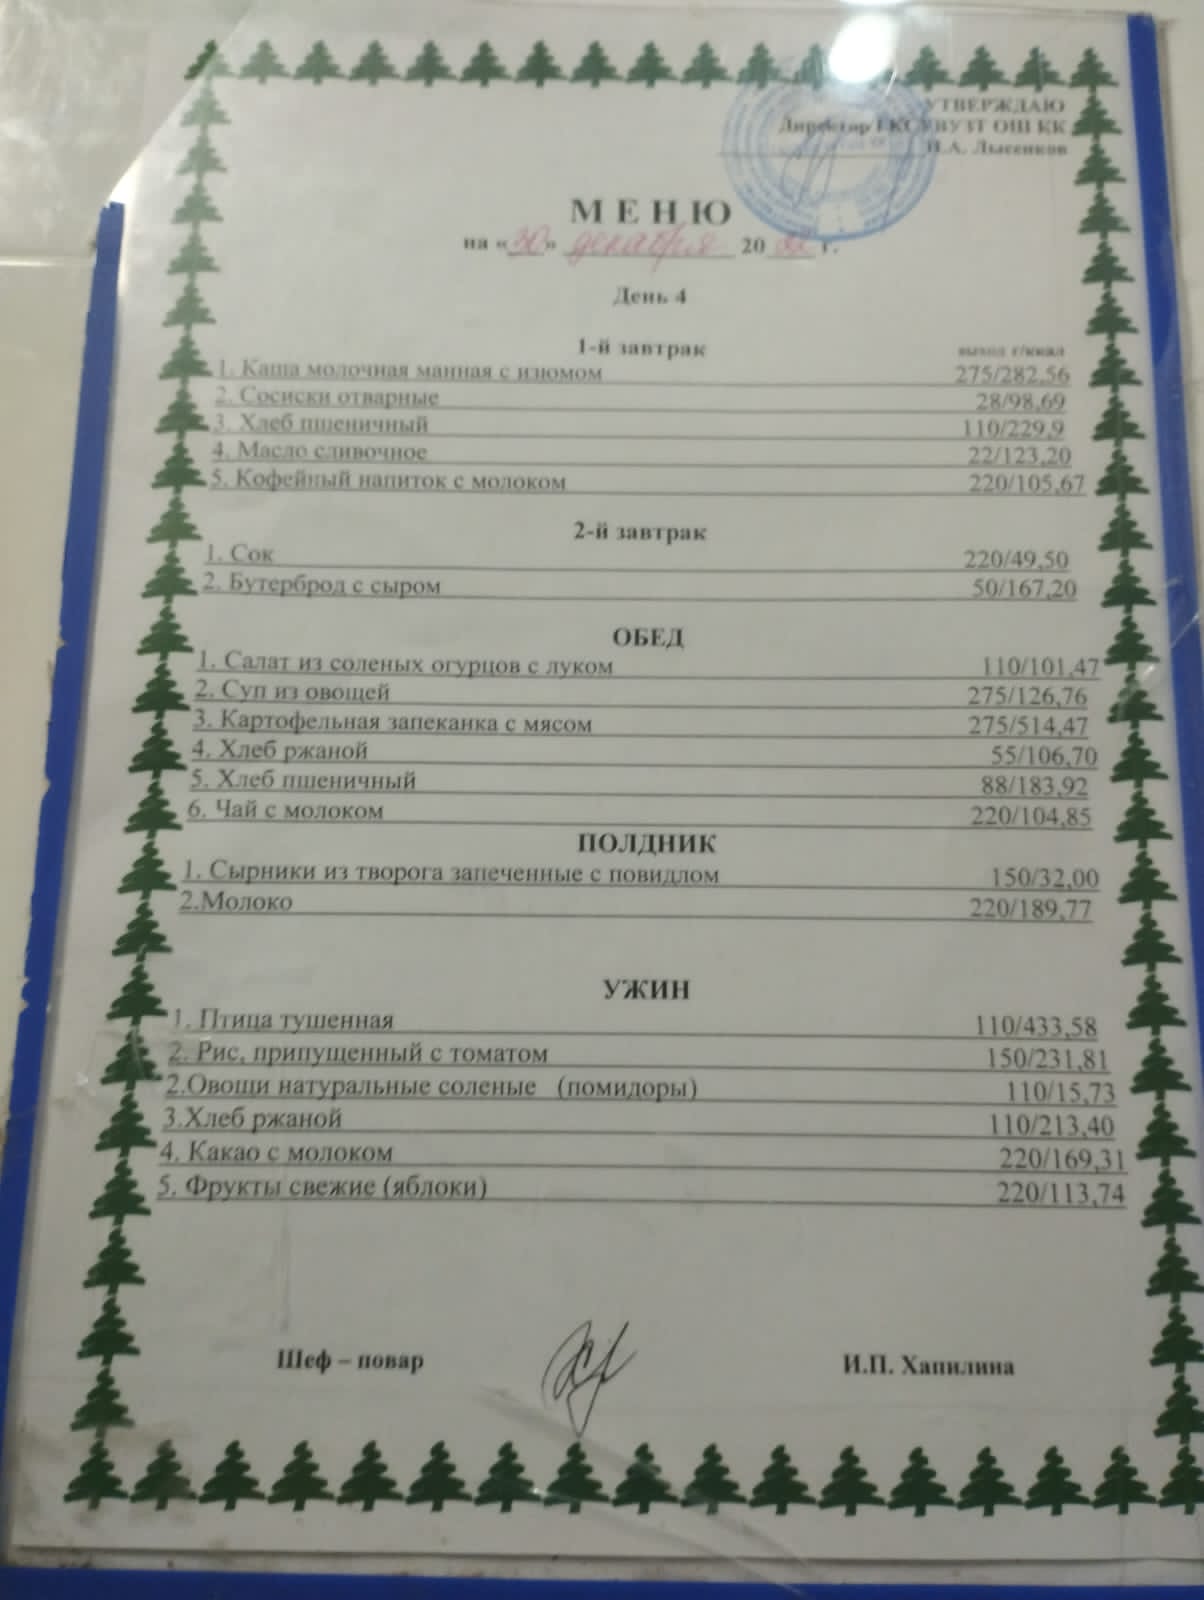 УТВЕРЖДАЮ
Директор ГКСУВУЗТ ОШ КК
Н.А. Лысенков
М Е Н Ю
на «30» декабря 2022 г.
День 4
1-й завтрак выход г/ккал
1. Каша молочная манная с изюмом 275/282,56
2. Сосиски отварные 28/98,69
3. Хлеб пшеничный 110/229,9
4. Масло сливочное 22/123,20
5. Кофейный напиток с молоком 220/105,67
2-й завтрак
1. Сок 220/49,50
2. Бутерброд с сыром 50/167,20
ОБЕД
1. Салат из соленых огурцов с луком 110/101,47
2. Суп из овощей 275/126,76
3. Картофельная запеканка с мясом 275/514,47
4. Хлеб ржаной 55/106,70
5. Хлеб пшеничный 88/183,92
6. Чай с молоком 220/104,85
ПОЛДНИК
1. Сырники из творога запеченные с повидлом 150/32,00
2.Молоко 220/189,77
УЖИН
1. Птица тушенная 110/433,58
2. Рис, припущенный с томатом 150/231,81
2.Овощи натуральные соленые (помидоры) 110/15,73
3.Хлеб ржаной 110/213,40
4. Какао с молоком 220/169,31
5. Фрукты свежие (яблоки) 220/113,74
Шеф – повар И.П. Хапилина